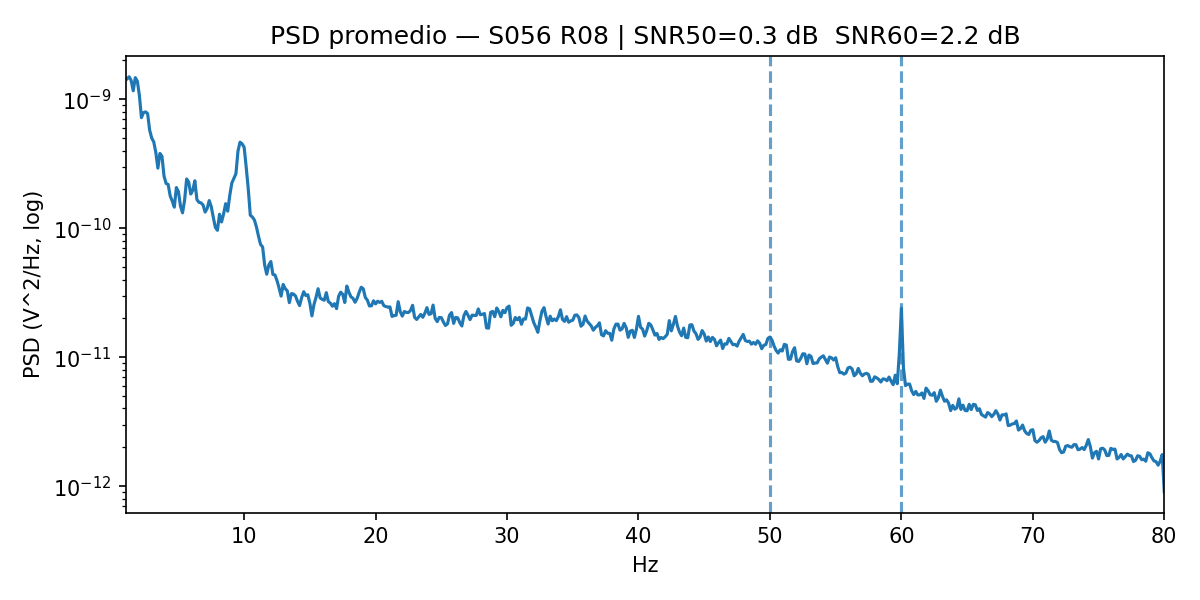 PSD promedio — S056 R08 | SNR50=0.3 dB  SNR60=2.2 dB
PSD (V^2/Hz, log)
10^-9
10^-10
10^-11
10^-12
10 20 30 40 50 60 70 80
Hz